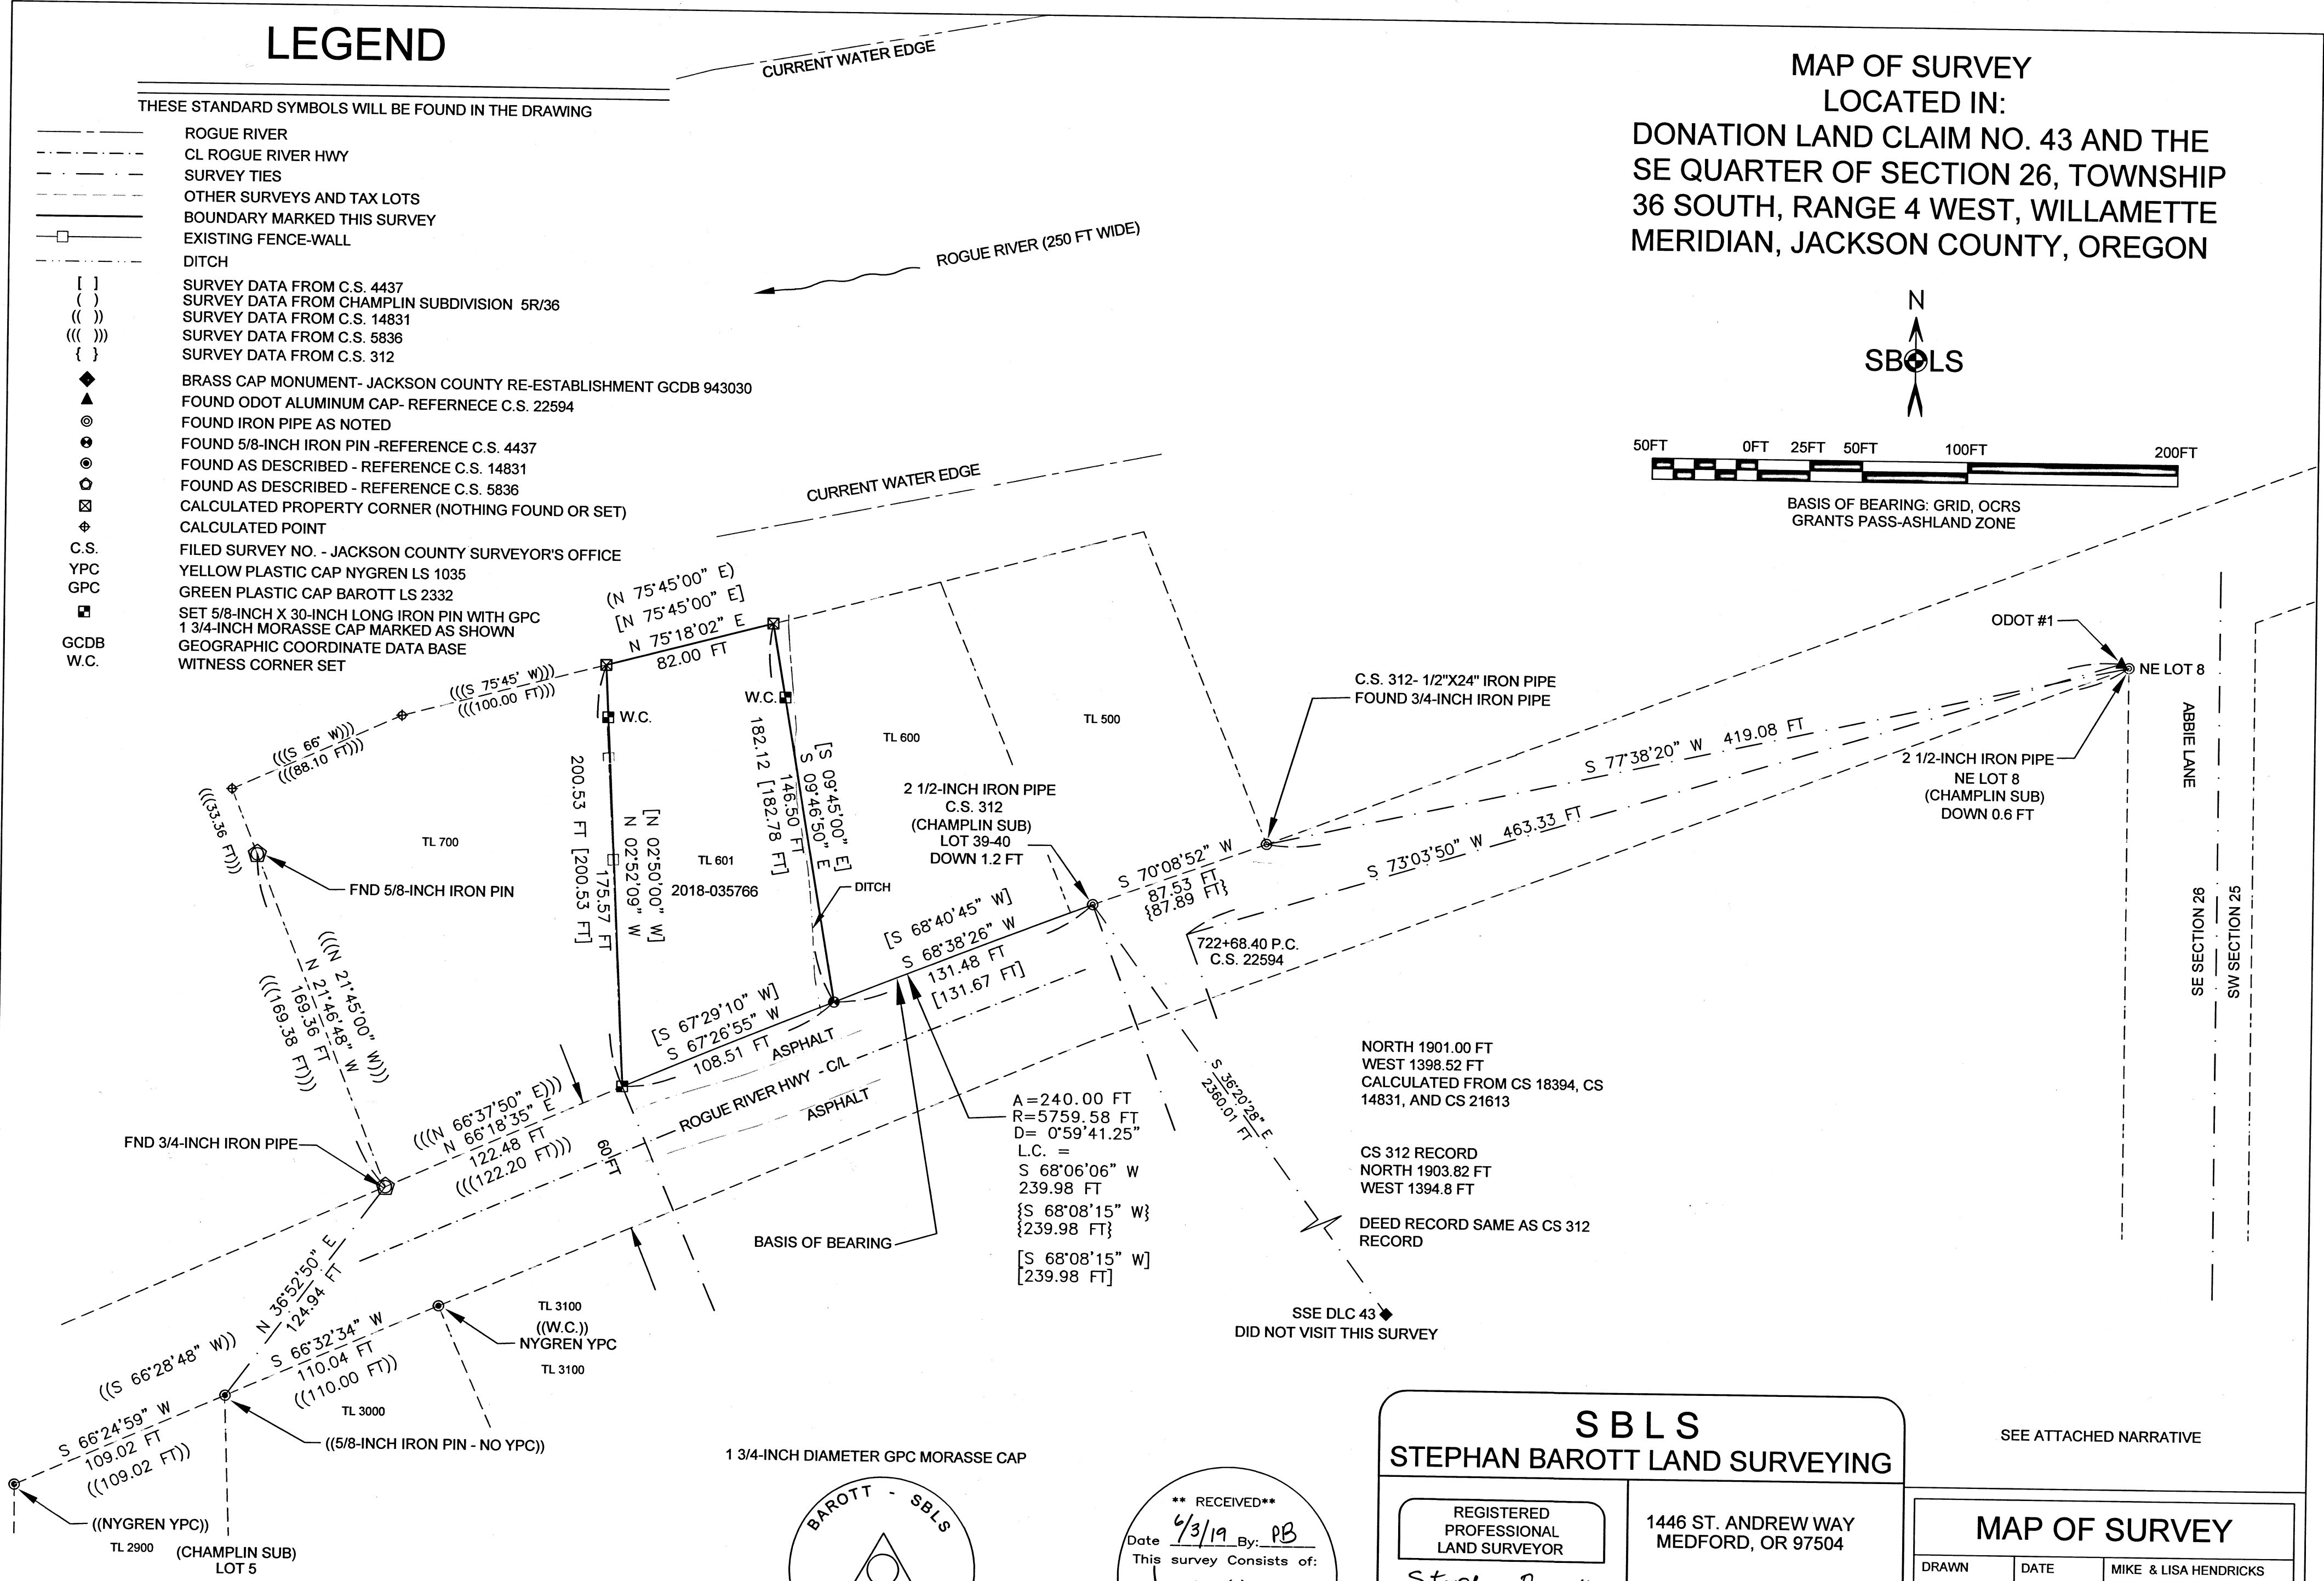 LEGEND
THESE STANDARD SYMBOLS WILL BE FOUND IN THE DRAWING
ROGUE RIVER
CL ROGUE RIVER HWY
SURVEY TIES
OTHER SURVEYS AND TAX LOTS
BOUNDARY MARKED THIS SURVEY
EXISTING FENCE-WALL
DITCH
[ ] SURVEY DATA FROM C.S. 4437
( ) SURVEY DATA FROM CHAMPLIN SUBDIVISION 5R/36
(( )) SURVEY DATA FROM C.S. 14831
((( ))) SURVEY DATA FROM C.S. 5836
{ } SURVEY DATA FROM C.S. 312
BRASS CAP MONUMENT- JACKSON COUNTY RE-ESTABLISHMENT GCDB 943030
FOUND ODOT ALUMINUM CAP- REFERNECE C.S. 22594
FOUND IRON PIPE AS NOTED
FOUND 5/8-INCH IRON PIN -REFERENCE C.S. 4437
FOUND AS DESCRIBED - REFERENCE C.S. 14831
FOUND AS DESCRIBED - REFERENCE C.S. 5836
CALCULATED PROPERTY CORNER (NOTHING FOUND OR SET)
CALCULATED POINT
C.S. FILED SURVEY NO. - JACKSON COUNTY SURVEYOR'S OFFICE
YPC YELLOW PLASTIC CAP NYGREN LS 1035
GPC GREEN PLASTIC CAP BAROTT LS 2332
SET 5/8-INCH X 30-INCH LONG IRON PIN WITH GPC
1 3/4-INCH MORASSE CAP MARKED AS SHOWN
GCDB GEOGRAPHIC COORDINATE DATA BASE
W.C. WITNESS CORNER SET
CURRENT WATER EDGE
ROGUE RIVER (250 FT WIDE)
CURRENT WATER EDGE
MAP OF SURVEY
LOCATED IN:
DONATION LAND CLAIM NO. 43 AND THE
SE QUARTER OF SECTION 26, TOWNSHIP
36 SOUTH, RANGE 4 WEST, WILLAMETTE
MERIDIAN, JACKSON COUNTY, OREGON
N
SB LS
50FT 0FT 25FT 50FT 100FT 200FT
BASIS OF BEARING: GRID, OCRS
GRANTS PASS-ASHLAND ZONE
(N 75°45'00" E)
[N 75°45'00" E]
N 75°18'02" E
82.00 FT
(((S 75°45' W)))
(((100.00 FT)))
(((S 66° W)))
(((88.10 FT)))
(((33.36 FT)))
W.C.
W.C.
TL 700
FND 5/8-INCH IRON PIN
(((N 21°45'00" W)))
N 21°46'48" W
169.36 FT
(((169.38 FT)))
200.53 FT [200.53 FT]
175.57 FT
N 02°52'09" W
[N 02°50'00" W]
TL 601
2018-035766
182.12 [182.78 FT]
146.50 FT
S 09°46'50" E
[S 09°45'00" E]
DITCH
TL 600
TL 500
2 1/2-INCH IRON PIPE
C.S. 312
(CHAMPLIN SUB)
LOT 39-40
DOWN 1.2 FT
C.S. 312- 1/2"X24" IRON PIPE
FOUND 3/4-INCH IRON PIPE
ODOT #1
NE LOT 8
2 1/2-INCH IRON PIPE
NE LOT 8
(CHAMPLIN SUB)
DOWN 0.6 FT
ABBIE LANE
SE SECTION 26
SW SECTION 25
S 77°38'20" W 419.08 FT
S 73°03'50" W 463.33 FT
S 70°08'52" W
87.53 FT
{87.89 FT}
722+68.40 P.C.
C.S. 22594
[S 68°40'45" W]
S 68°38'26" W
131.48 FT
[131.67 FT]
[S 67°29'10" W]
S 67°26'55" W
108.51 FT
ASPHALT
ROGUE RIVER HWY - C/L
ASPHALT
60 FT
(((N 66°37'50" E)))
N 66°18'35" E
122.48 FT
(((122.20 FT)))
FND 3/4-INCH IRON PIPE
N 36°52'50" E
124.94 FT
BASIS OF BEARING
A=240.00 FT
R=5759.58 FT
D= 0°59'41.25"
L.C. =
S 68°06'06" W
239.98 FT
{S 68°08'15" W}
{239.98 FT}
[S 68°08'15" W]
[239.98 FT]
S 36°20'28" E
2360.01 FT
NORTH 1901.00 FT
WEST 1398.52 FT
CALCULATED FROM CS 18394, CS
14831, AND CS 21613
CS 312 RECORD
NORTH 1903.82 FT
WEST 1394.8 FT
DEED RECORD SAME AS CS 312
RECORD
SSE DLC 43
DID NOT VISIT THIS SURVEY
TL 3100
((W.C.))
NYGREN YPC
TL 3100
((S 66°28'48" W))
S 66°32'34" W
110.04 FT
((110.00 FT))
TL 3000
((5/8-INCH IRON PIN - NO YPC))
S 66°24'59" W
109.02 FT
((109.02 FT))
((NYGREN YPC))
TL 2900
(CHAMPLIN SUB)
LOT 5
1 3/4-INCH DIAMETER GPC MORASSE CAP
BAROTT - SBLS
** RECEIVED**
Date 6/3/19 By: PB
This survey Consists of:
S B L S
STEPHAN BAROTT LAND SURVEYING
REGISTERED
PROFESSIONAL
LAND SURVEYOR
1446 ST. ANDREW WAY
MEDFORD, OR 97504
SEE ATTACHED NARRATIVE
MAP OF SURVEY
DRAWN DATE MIKE & LISA HENDRICKS